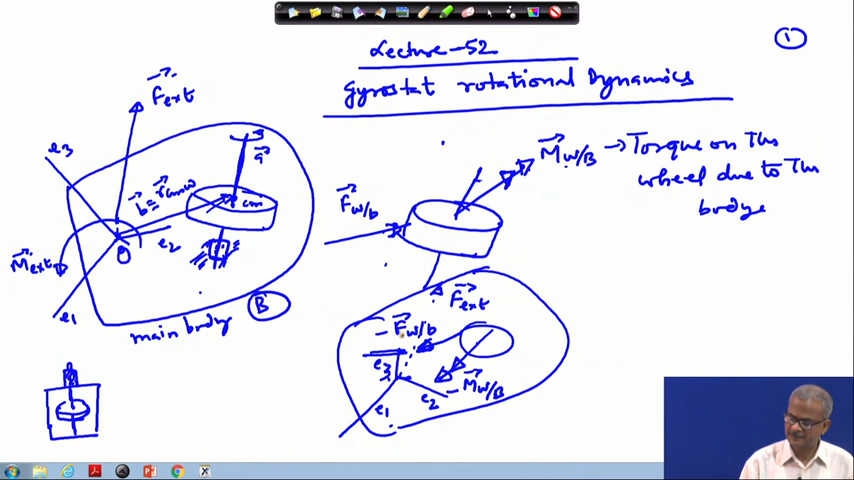 Lecture-52
1
Gyrostat rotational Dynamics
F ext
e3
a
M W/B → Torque on the
wheel due to the
body
b = r cm/w
cm
F w/b
e2
M ext
O
e1
B
main body
F ext
- F w/b
e3
e2
- M W/B
e1